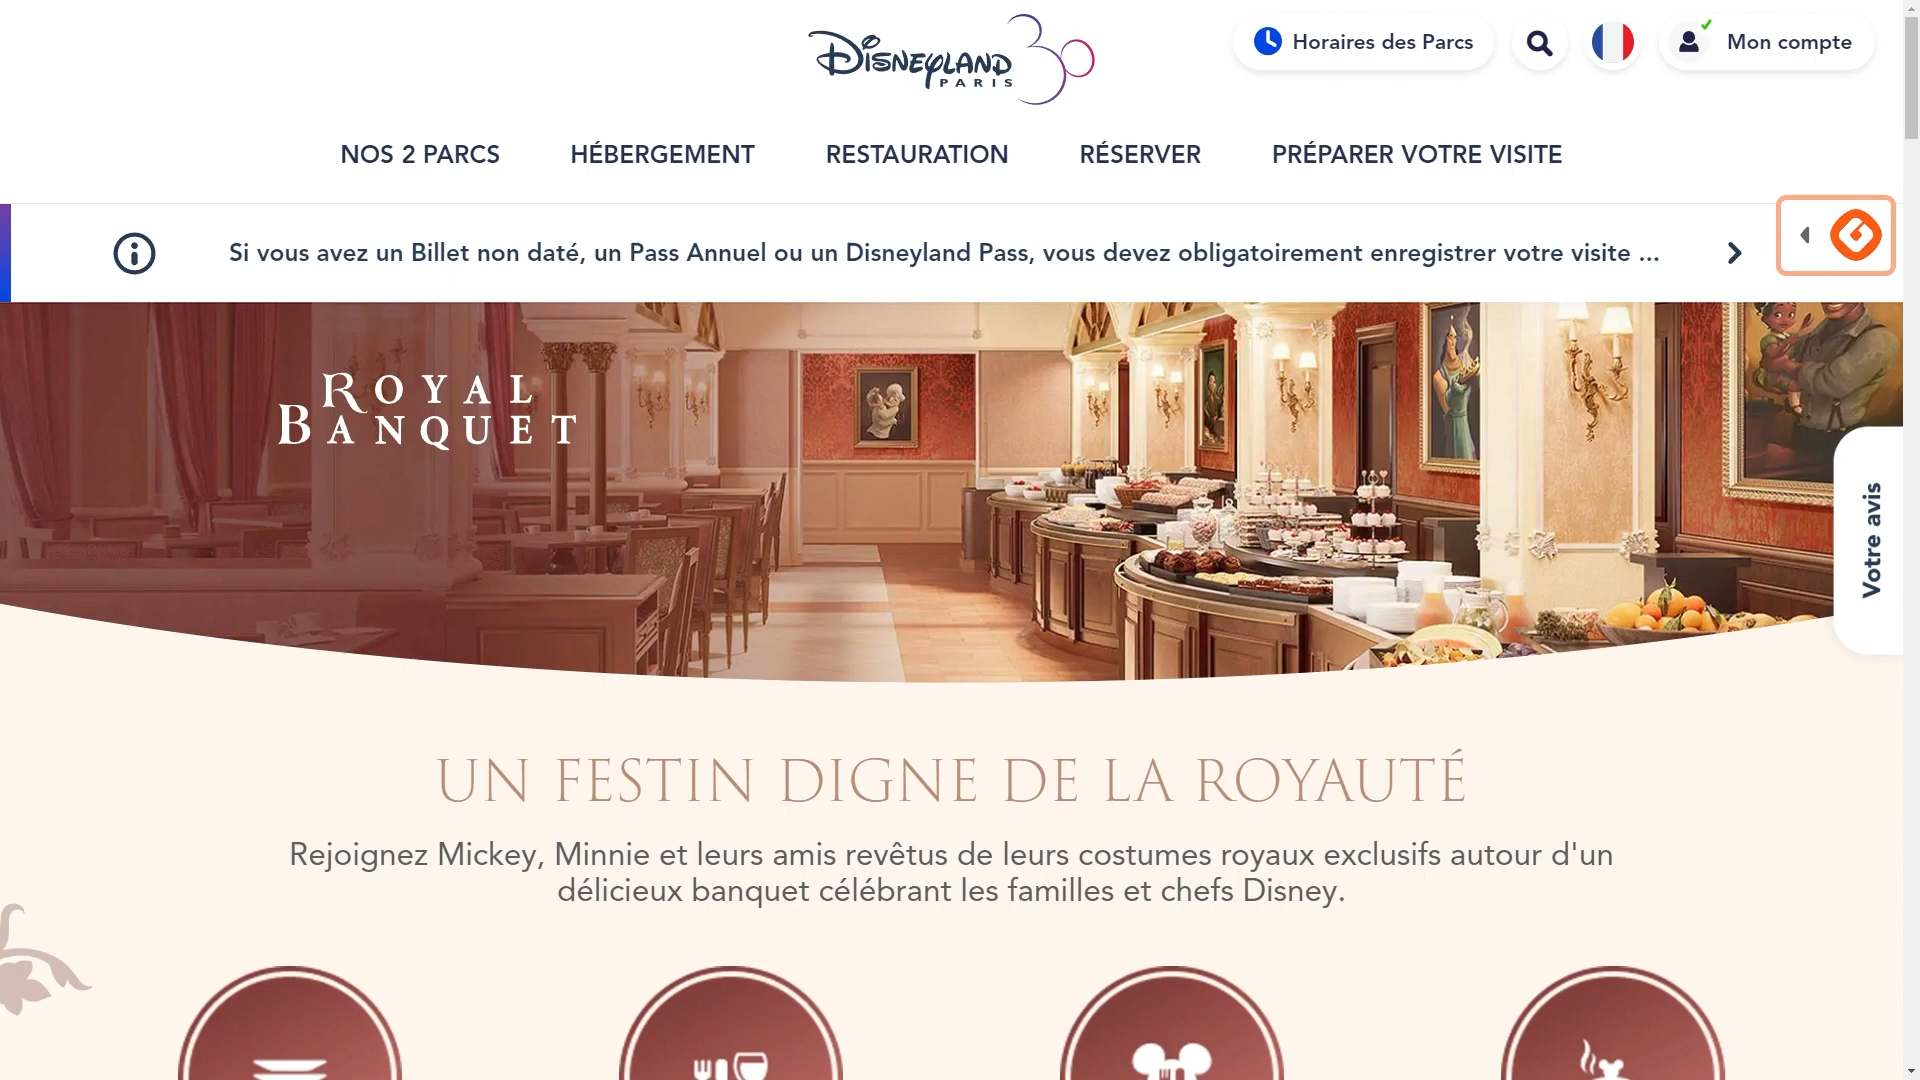 Disneyland
PARIS
30
Horaires des Parcs
Mon compte
NOS 2 PARCS
HÉBERGEMENT
RESTAURATION
RÉSERVER
PRÉPARER VOTRE VISITE
Si vous avez un Billet non daté, un Pass Annuel ou un Disneyland Pass, vous devez obligatoirement enregistrer votre visite ...
ROYAL
BANQUET
Votre avis
UN FESTIN DIGNE DE LA ROYAUTÉ
Rejoignez Mickey, Minnie et leurs amis revêtus de leurs costumes royaux exclusifs autour d'un
délicieux banquet célébrant les familles et chefs Disney.